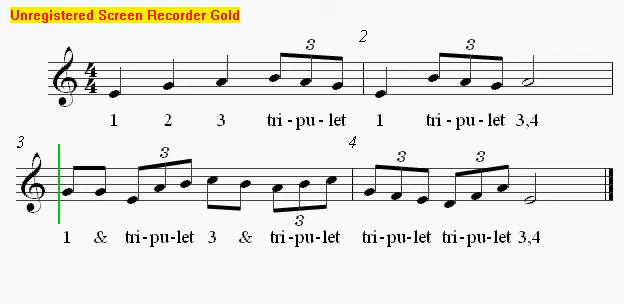 Unregistered Screen Recorder Gold
3 2 3
4 4
1 2 3 tri-pu-let 1 tri-pu-let 3,4
3 3 4 3 3
3
1 & tri-pu-let 3 & tri-pu-let tri-pu-let tri-pu-let 3,4